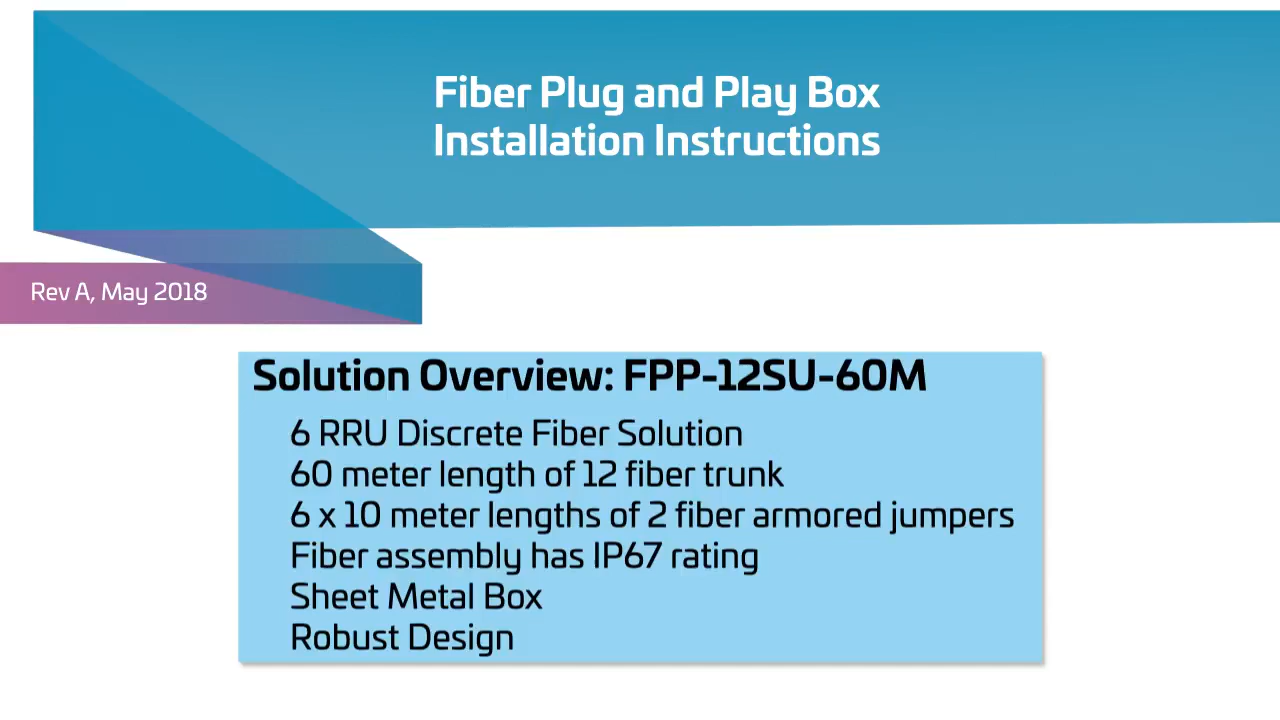 Fiber Plug and Play Box
Installation Instructions
Rev A, May 2018
Solution Overview: FPP-12SU-60M
6 RRU Discrete Fiber Solution
60 meter length of 12 fiber trunk
6 x 10 meter lengths of 2 fiber armored jumpers
Fiber assembly has IP67 rating
Sheet Metal Box
Robust Design